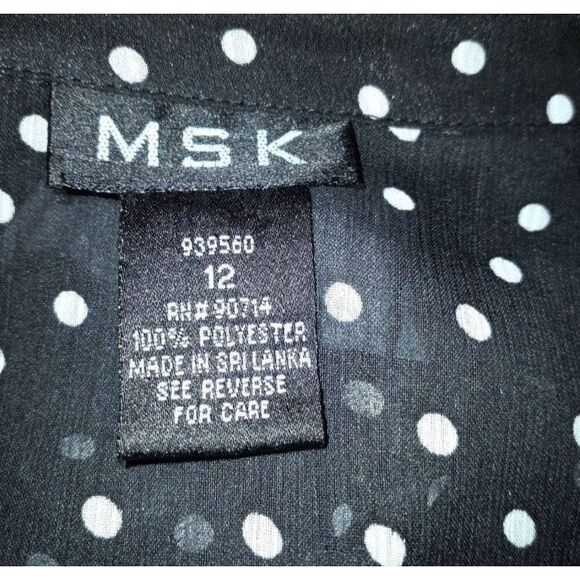 MSK
939560
12
RN# 90714
100% POLYESTER
MADE IN SRI LANKA
SEE REVERSE
FOR CARE